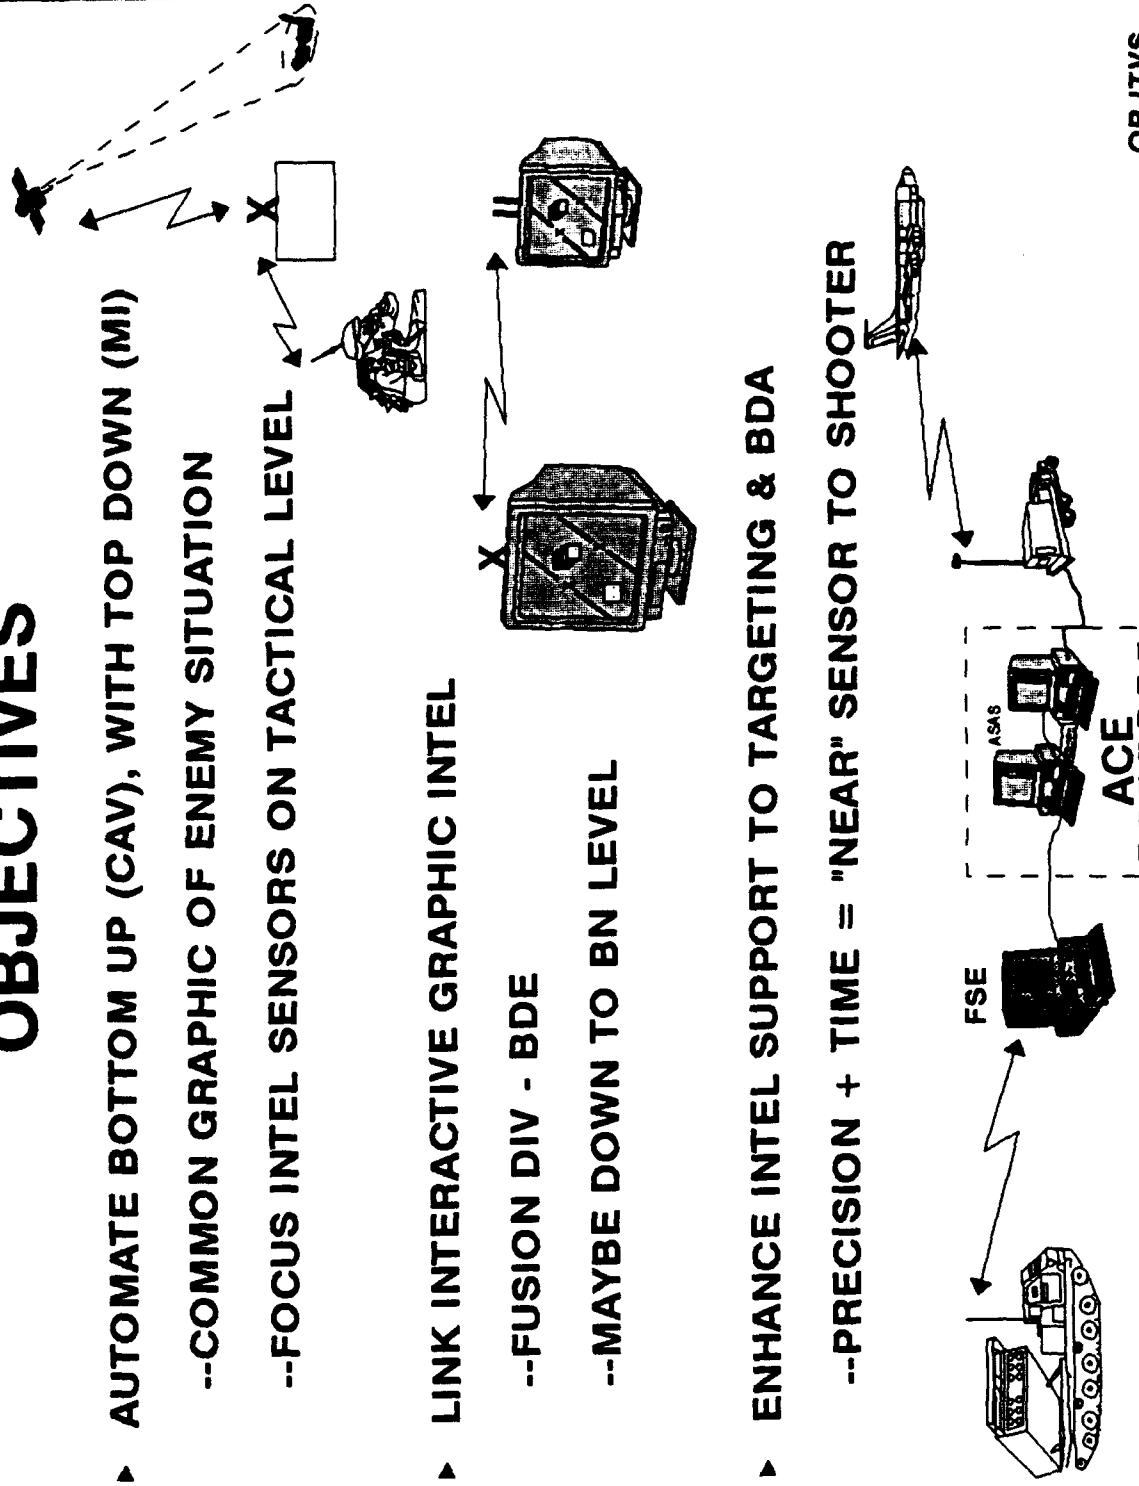 OBJECTIVES
▶ AUTOMATE BOTTOM UP (CAV), WITH TOP DOWN (MI)
--COMMON GRAPHIC OF ENEMY SITUATION
--FOCUS INTEL SENSORS ON TACTICAL LEVEL
X
▶ LINK INTERACTIVE GRAPHIC INTEL
X
II
--FUSION DIV - BDE
--MAYBE DOWN TO BN LEVEL
▶ ENHANCE INTEL SUPPORT TO TARGETING & BDA
--PRECISION + TIME = "NEAR" SENSOR TO SHOOTER
FSE
ASAS
ACE
OBJTVS